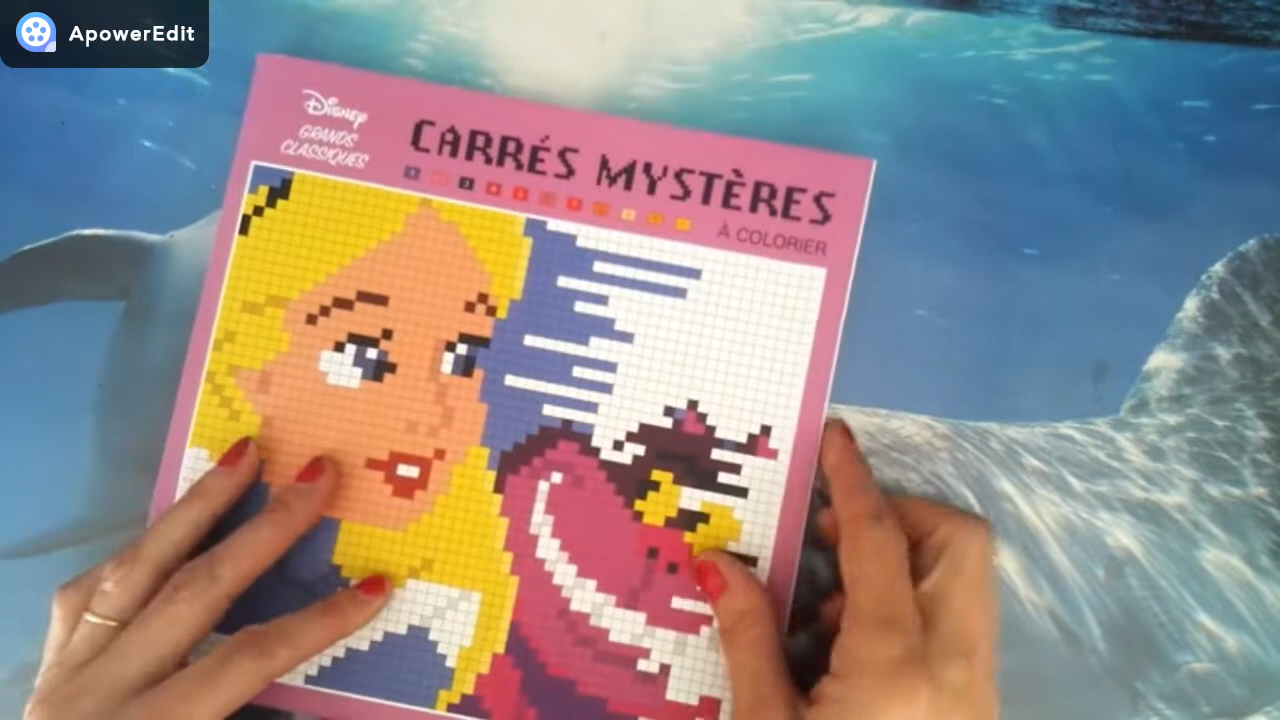 ApowerEdit
Disney
GRANDS
CLASSIQUES
CARRÉS MYSTÈRES
À COLORIER